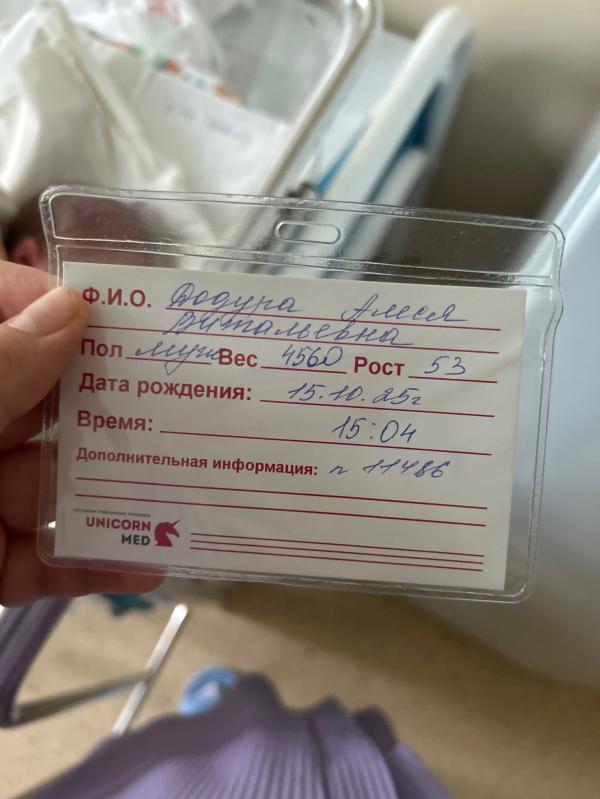 Ф.И.О. Додура Алеся
Витальевна
Пол муж Вес 4560 Рост 53
Дата рождения: 15.10.25г
Время: 15:04
Дополнительная информация: п 11486
UNICORN
MED